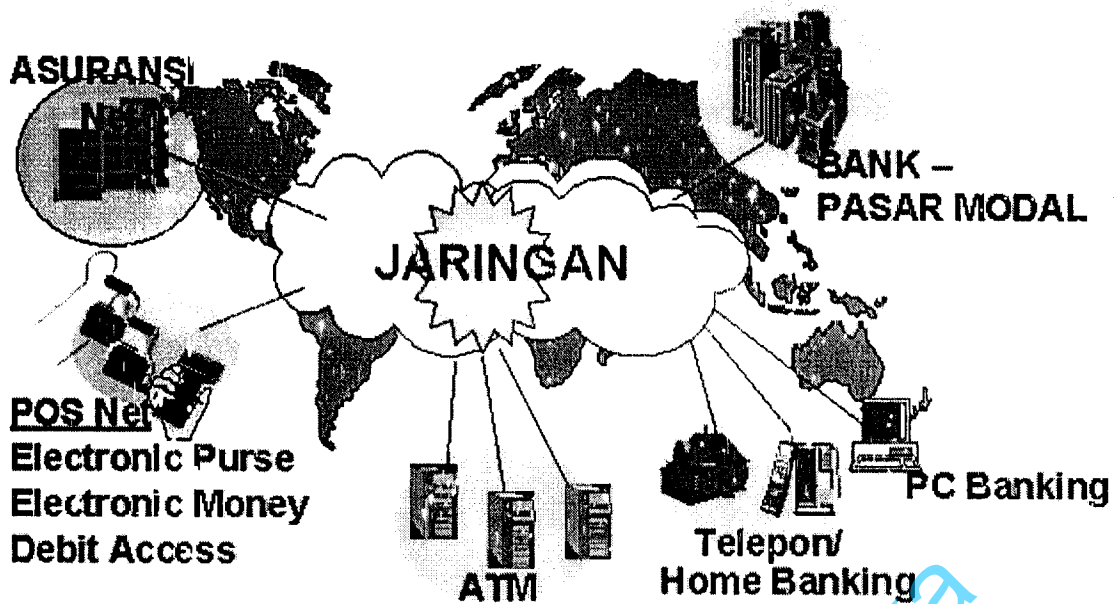 ASURANSI
BANK –
PASAR MODAL
JARINGAN
POS Net
Electronic Purse
Electronic Money
Debit Access
ATM
Telepon/
Home Banking
PC Banking